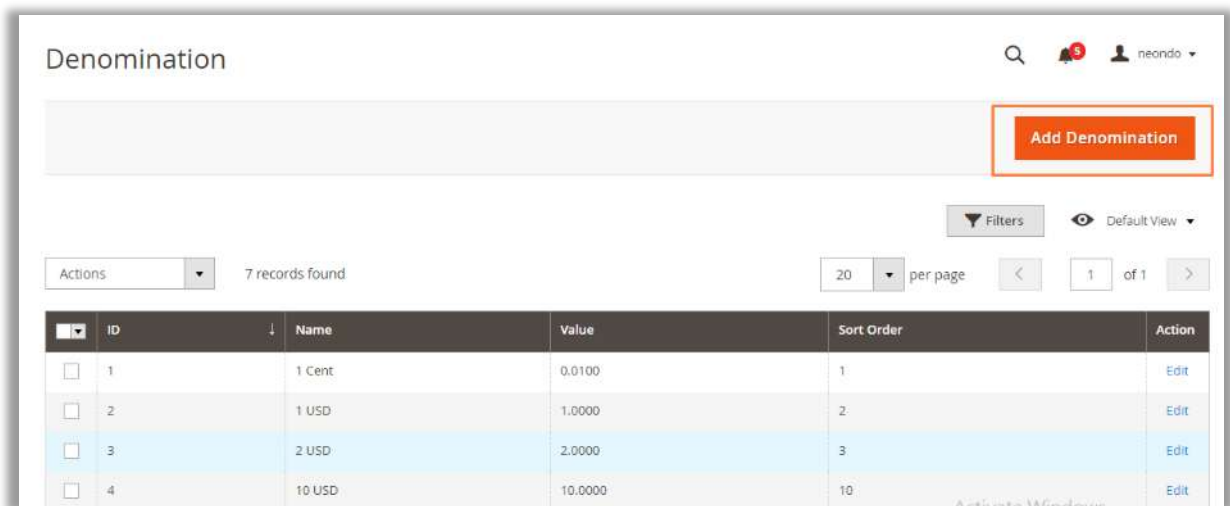 Denomination
5
neondo
Add Denomination
Filters
Default View
Actions
7 records found
20
per page
1
of 1
ID ↓ Name Value Sort Order Action
1 1 Cent 0.0100 1 Edit
2 1 USD 1.0000 2 Edit
3 2 USD 2.0000 3 Edit
4 10 USD 10.0000 10 Edit
Activate Windows